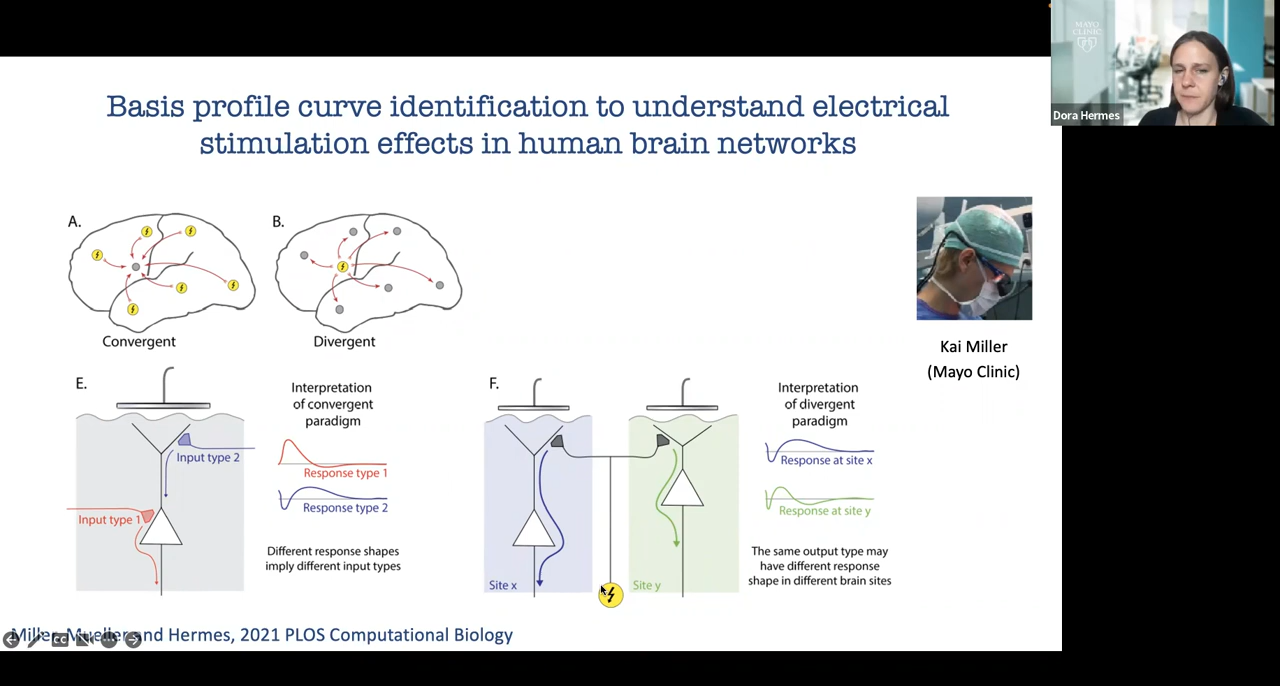 MAYO
CLINIC
Dora Hermes
Basis profile curve identification to understand electrical
stimulation effects in human brain networks
A.
B.
Convergent
Divergent
Kai Miller
(Mayo Clinic)
E.
Interpretation
of convergent
paradigm
Input type 2
Response type 1
Input type 1
Response type 2
Different response shapes
imply different input types
F.
Interpretation
of divergent
paradigm
Response at site x
Response at site y
The same output type may
have different response
shape in different brain sites
Site x
Site y
Miller, Mueller and Hermes, 2021 PLOS Computational Biology
CC